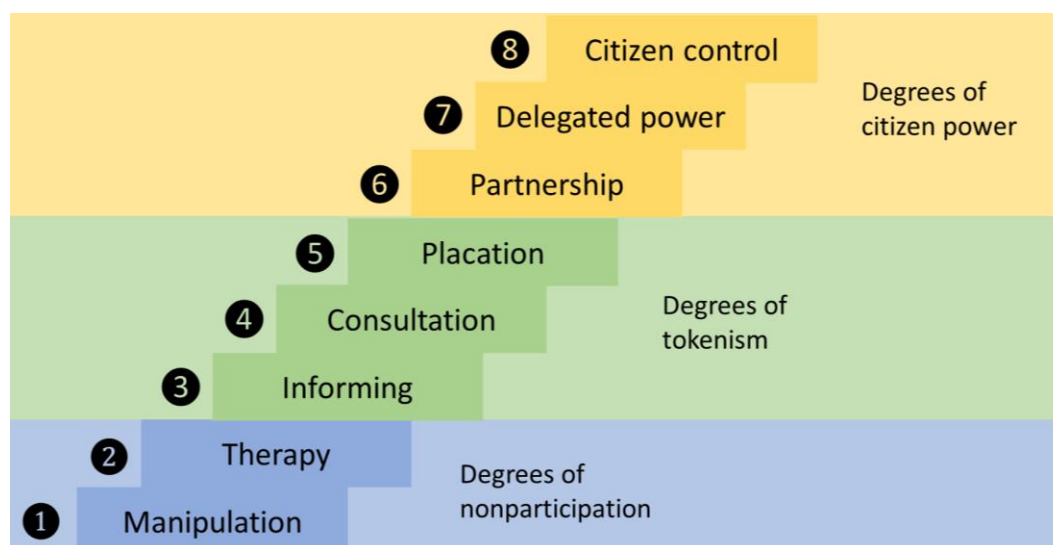 8 Citizen control
7 Delegated power
6 Partnership
Degrees of
citizen power
5 Placation
4 Consultation
3 Informing
Degrees of
tokenism
2 Therapy
1 Manipulation
Degrees of
nonparticipation